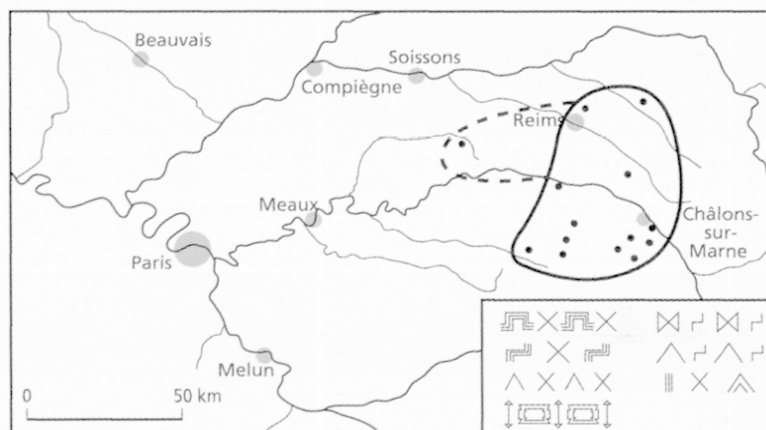 Beauvais
Soissons
Compiègne
Reims
Meaux
Châlons-
sur-
Marne
Paris
Melun
0 50 km